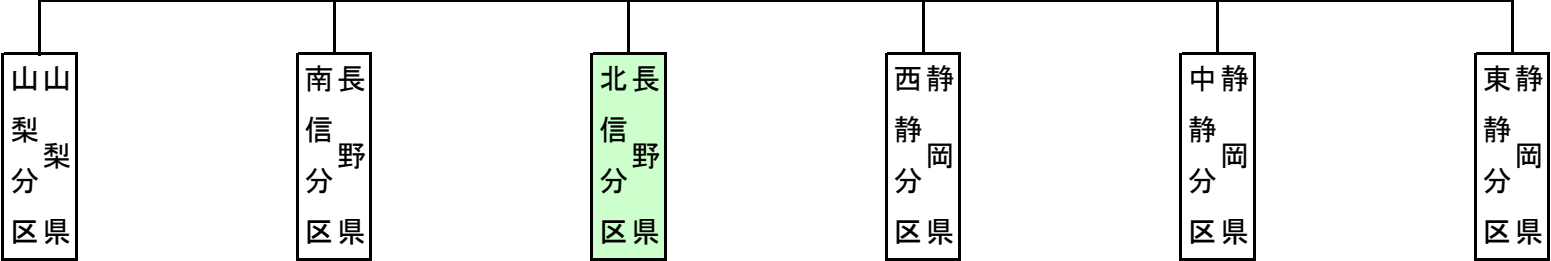 山梨県
山梨分区
長野県
南信分区
長野県
北信分区
静岡県
西静分区
静岡県
中静分区
静岡県
東静分区